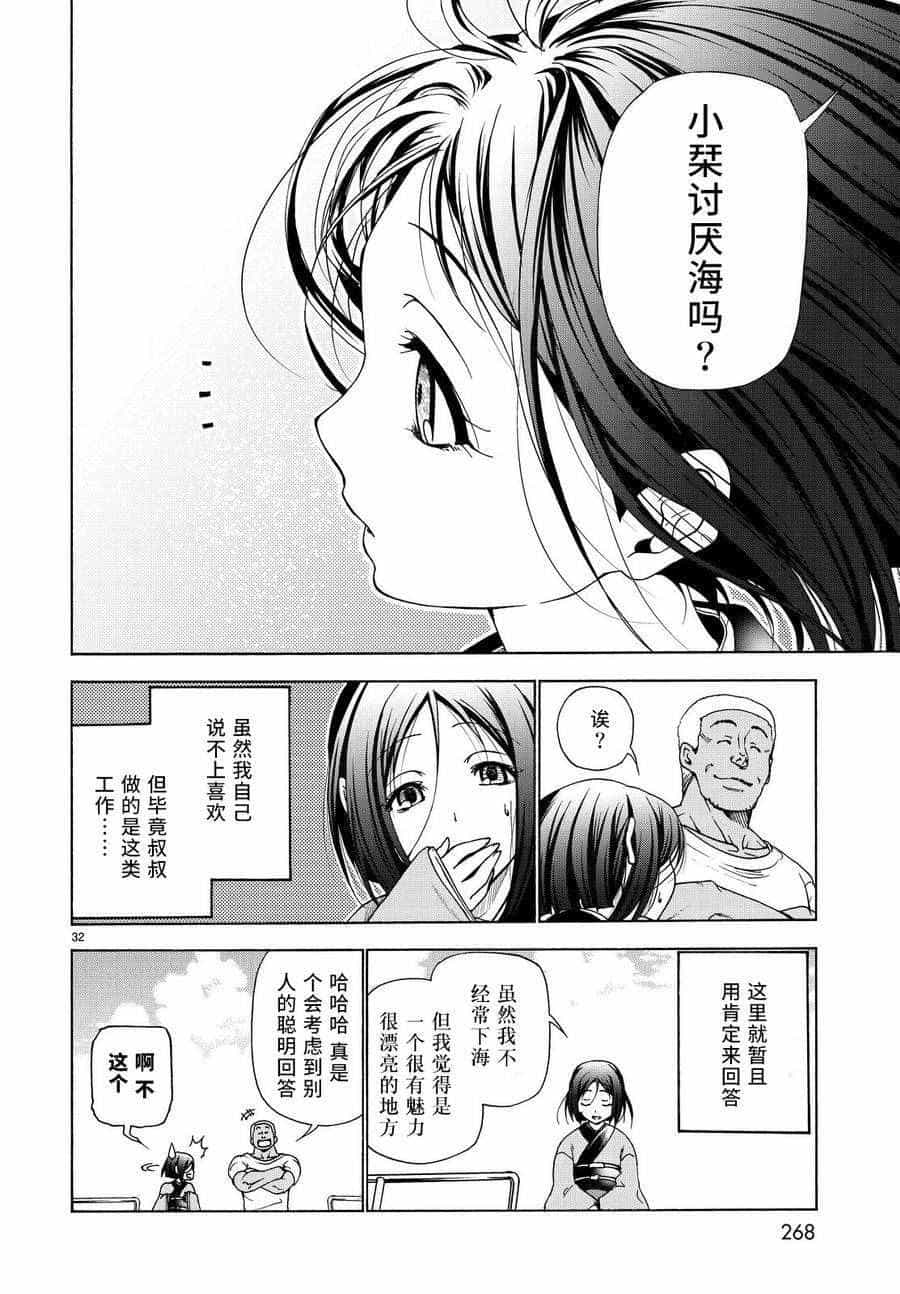 小栞讨厌海吗？
诶？
虽然我自己
说不上喜欢
但毕竟叔叔
做的是这类
工作……
32
这里就暂且
用肯定来回答
虽然我不
经常下海
但我觉得是
一个很有魅力
很漂亮的地方
哈哈哈 真是
个会考虑到别
人的聪明回答
啊 不
这个
268